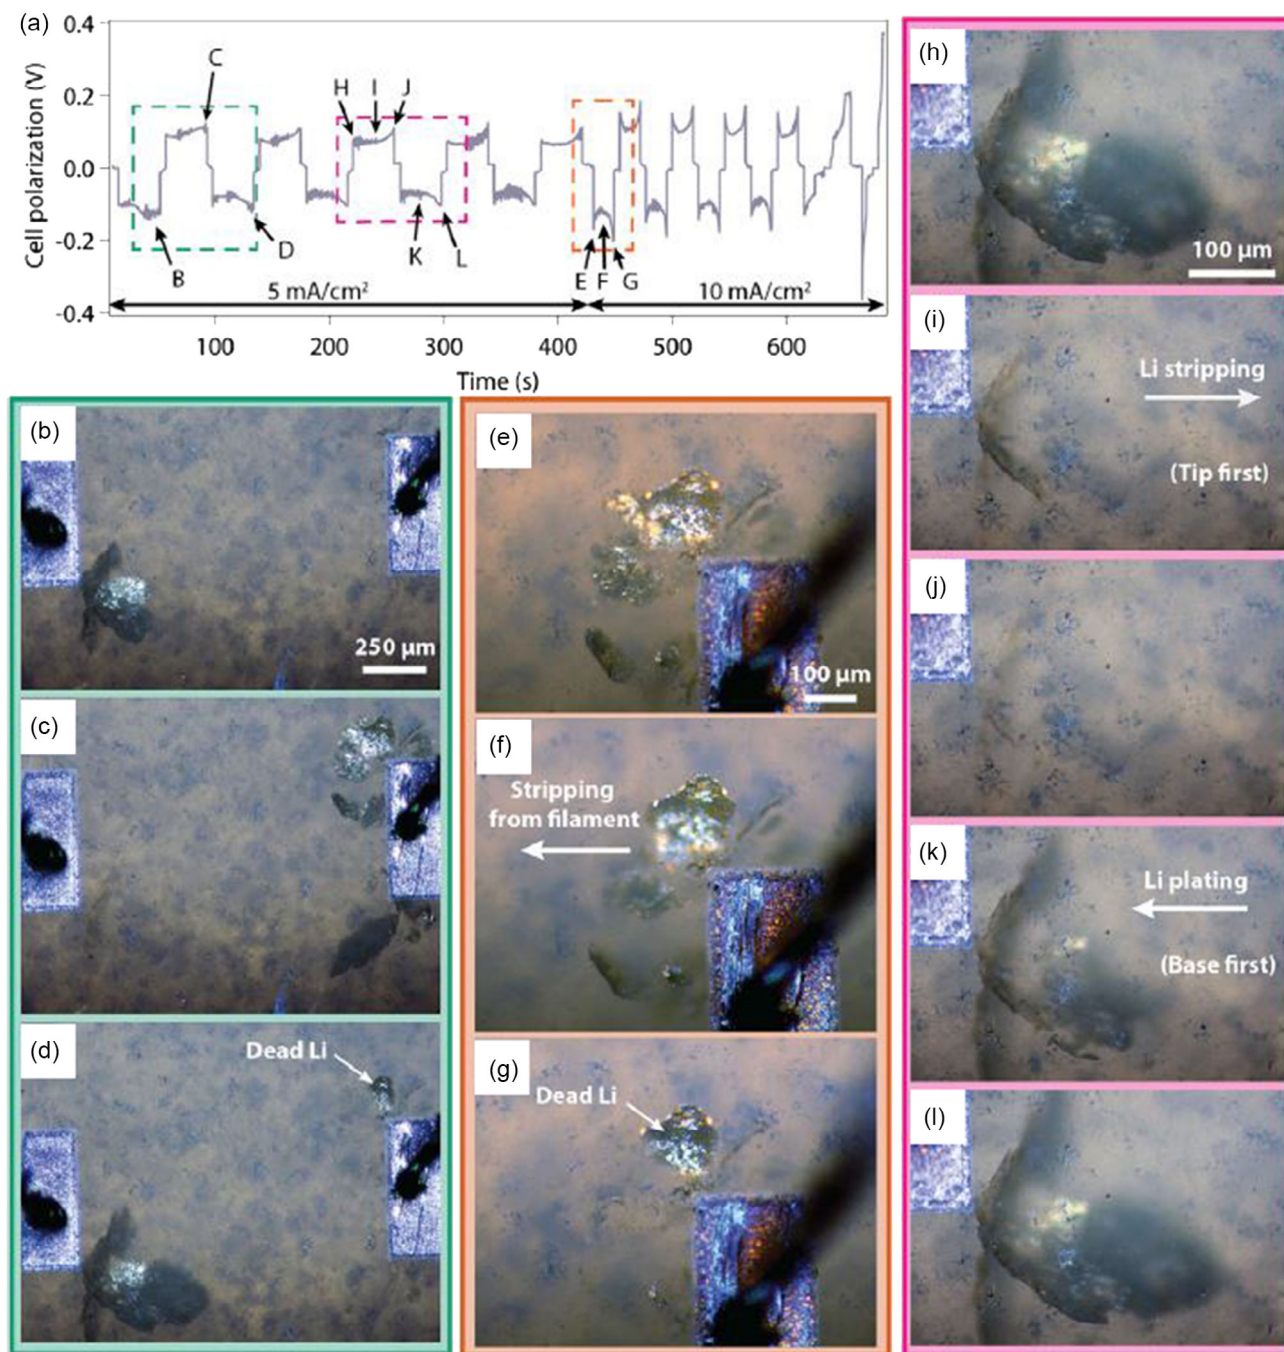 (a)
Cell polarization (V)
0.4
0.2
0.0
-0.2
-0.4
C
B
D
H
I
J
K
L
E
F
G
5 mA/cm²
10 mA/cm²
100
200
300
400
500
600
Time (s)
(b)
250 µm
(c)
(d)
Dead Li
(e)
100 µm
(f)
Stripping
from filament
(g)
Dead Li
(h)
100 µm
(i)
Li stripping
(Tip first)
(j)
(k)
Li plating
(Base first)
(l)